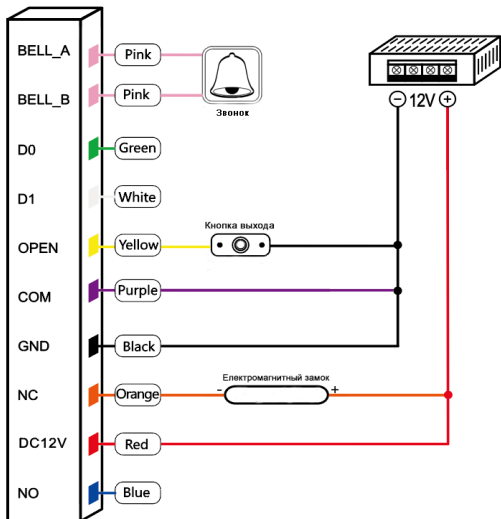 BELL_A
Pink
BELL_B
Pink
Звонок
12V
D0
Green
D1
White
OPEN
Yellow
Кнопка выхода
COM
Purple
GND
Black
NC
Orange
Електромагнитный замок
- +
DC12V
Red
NO
Blue